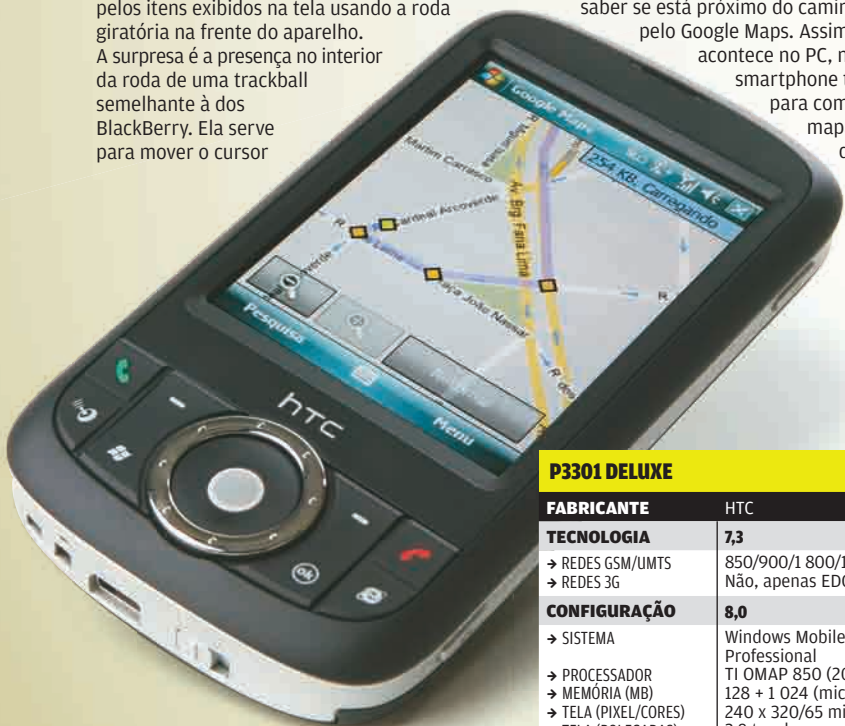 pelos itens exibidos na tela usando a roda
giratória na frente do aparelho.
A surpresa é a presença no interior
da roda de uma trackball
semelhante à dos
BlackBerry. Ela serve
para mover o cursor
saber se está próximo do
pelo Google Maps. Assim
acontece no PC,
smartphone
para
Google Maps
254 KB, Carregando
Martim Carrasco
Cardeal Arcoverde
Av. Brg. Faria Lima
João Nassar
R.
R. dos
Pesquisa
Menu
hTC
ok
P3301 DELUXE
FABRICANTE HTC
TECNOLOGIA 7,3
→ REDES GSM/UMTS 850/900/1 800/1
→ REDES 3G Não, apenas
CONFIGURAÇÃO 8,0
→ SISTEMA Windows Mobile
Professional
→ PROCESSADOR TI OMAP 850 (20
→ MEMÓRIA (MB) 128 + 1 024 (mic
→ TELA (PIXEL/CORES) 240 x 320/65 mi